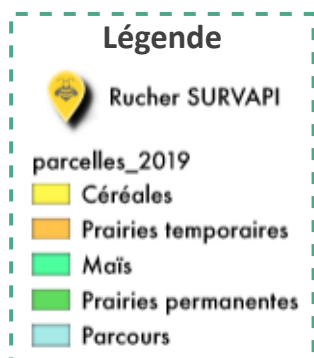 Légende
Rucher SURVAPI
parcelles_2019
Céréales
Prairies temporaires
Maïs
Prairies permanentes
Parcours